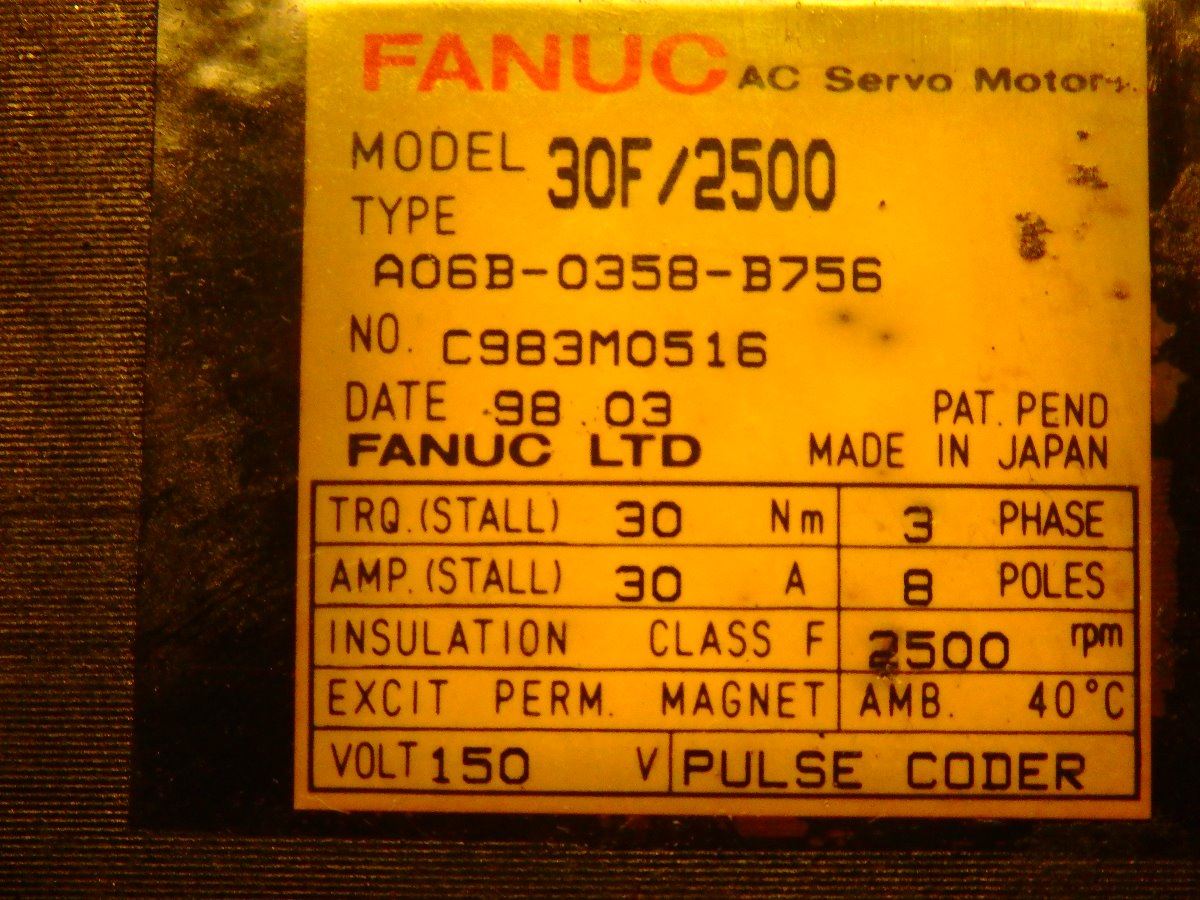 FANUC AC Servo Motor
MODEL 30F/2500
TYPE
A06B-0358-B756
NO. C983M0516
DATE 98 03 PAT. PEND
FANUC LTD MADE IN JAPAN
TRQ.(STALL) 30 Nm 3 PHASE
AMP.(STALL) 30 A 8 POLES
INSULATION CLASS F 2500 rpm
EXCIT PERM. MAGNET AMB. 40°C
VOLT 150 V PULSE CODER